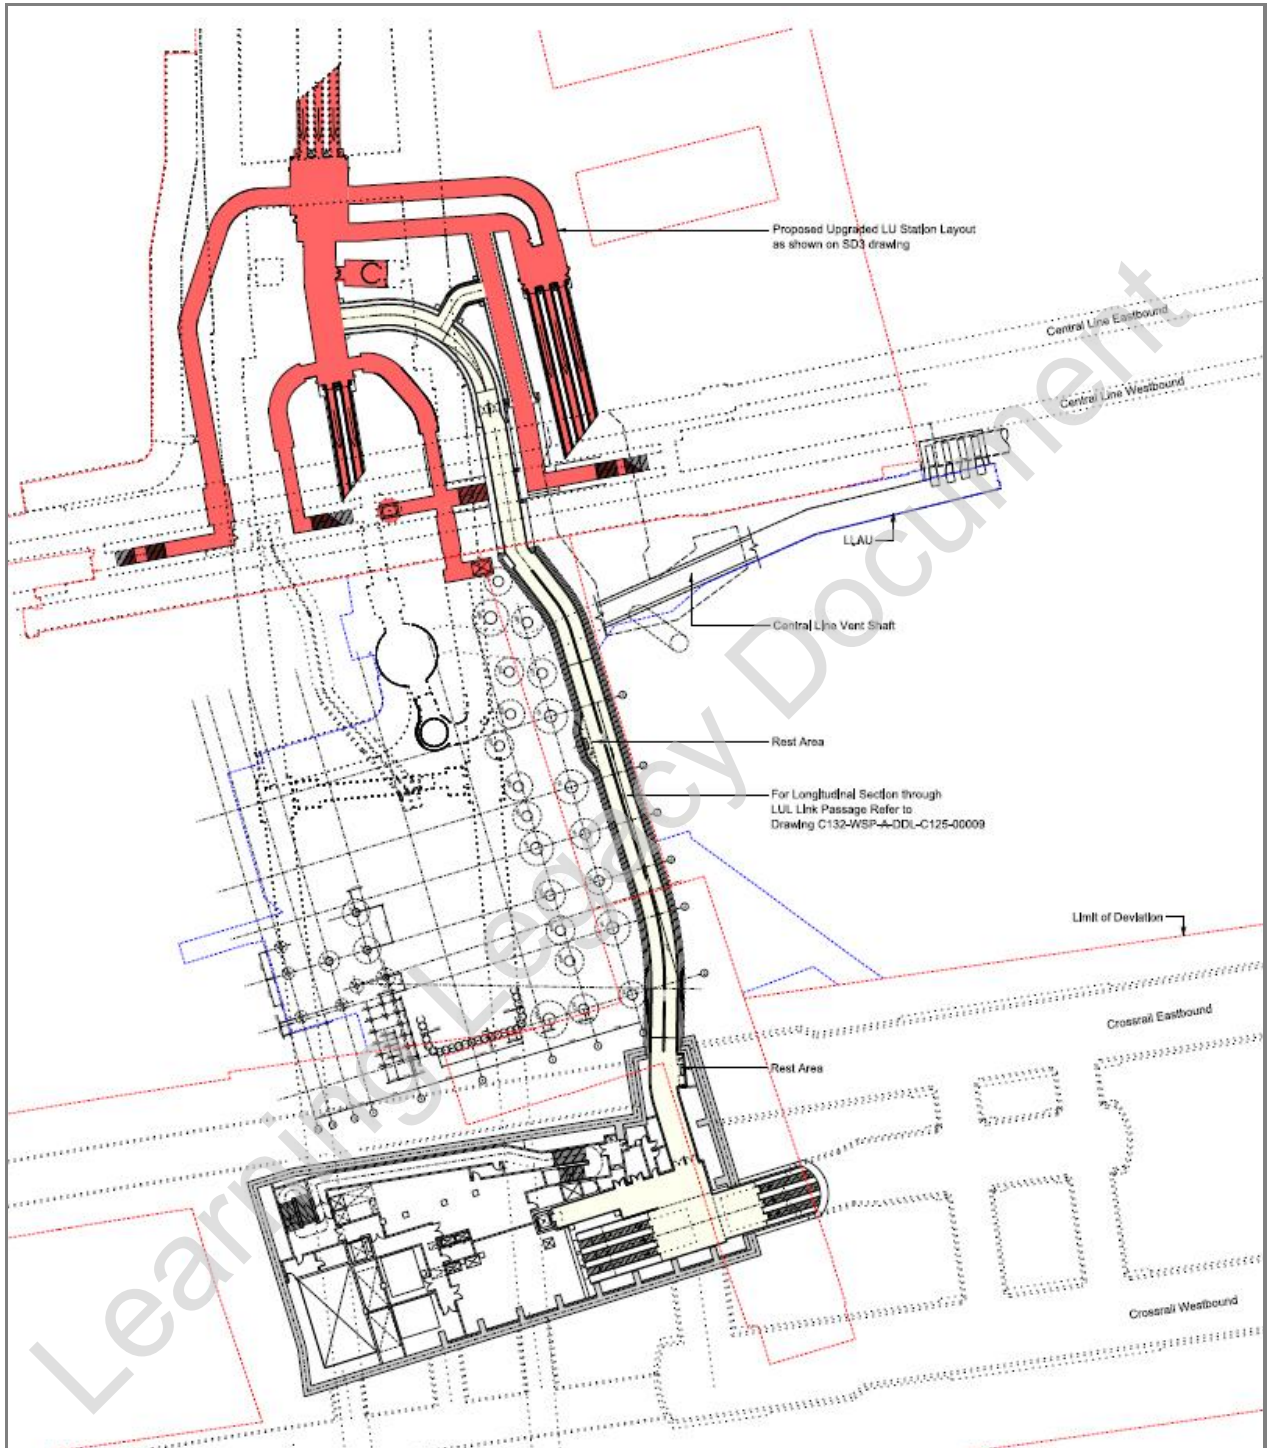 Proposed Upgraded LU Station Layout
as shown on SD3 drawing
Central Line Eastbound
Central Line Westbound
LLAU
Central Line Vent Shaft
Rest Area
For Longitudinal Section through
LUL Link Passage Refer to
Drawing C132-WSP-A-DDL-C125-00009
Limit of Deviation
Crossrail Eastbound
Rest Area
Crossrail Westbound
Learning Legacy Document